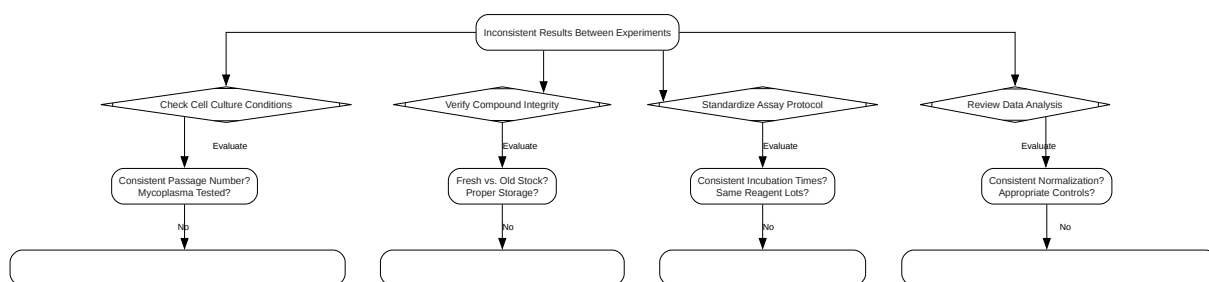 Inconsistent Results Between Experiments
Check Cell Culture Conditions
Verify Compound Integrity
Standardize Assay Protocol
Review Data Analysis
Evaluate
Evaluate
Evaluate
Evaluate
Consistent Passage Number?
Mycoplasma Tested?
Fresh vs. Old Stock?
Proper Storage?
Consistent Incubation Times?
Same Reagent Lots?
Consistent Normalization?
Appropriate Controls?
No
No
No
No